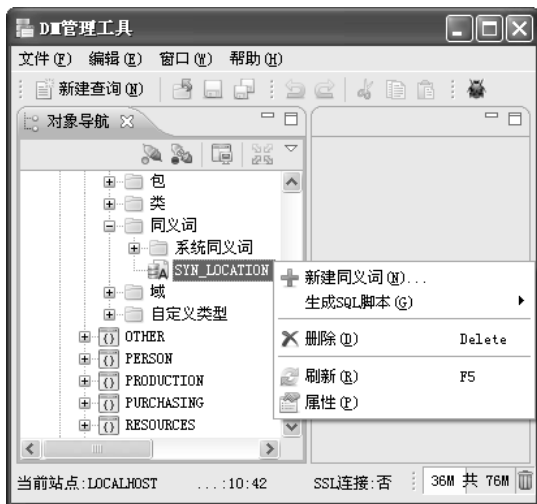 DM管理工具
文件(F) 编辑(E) 窗口(W) 帮助(H)
新建查询(N)
对象导航
包
类
同义词
系统同义词
SYN_LOCATION
域
自定义类型
OTHER
PERSON
PRODUCTION
PURCHASING
RESOURCES
新建同义词(N)...
生成SQL脚本(G)
删除(D) Delete
刷新(R) F5
属性(P)
当前站点:LOCALHOST ...:10:42 SSL连接:否 36M 共 76M